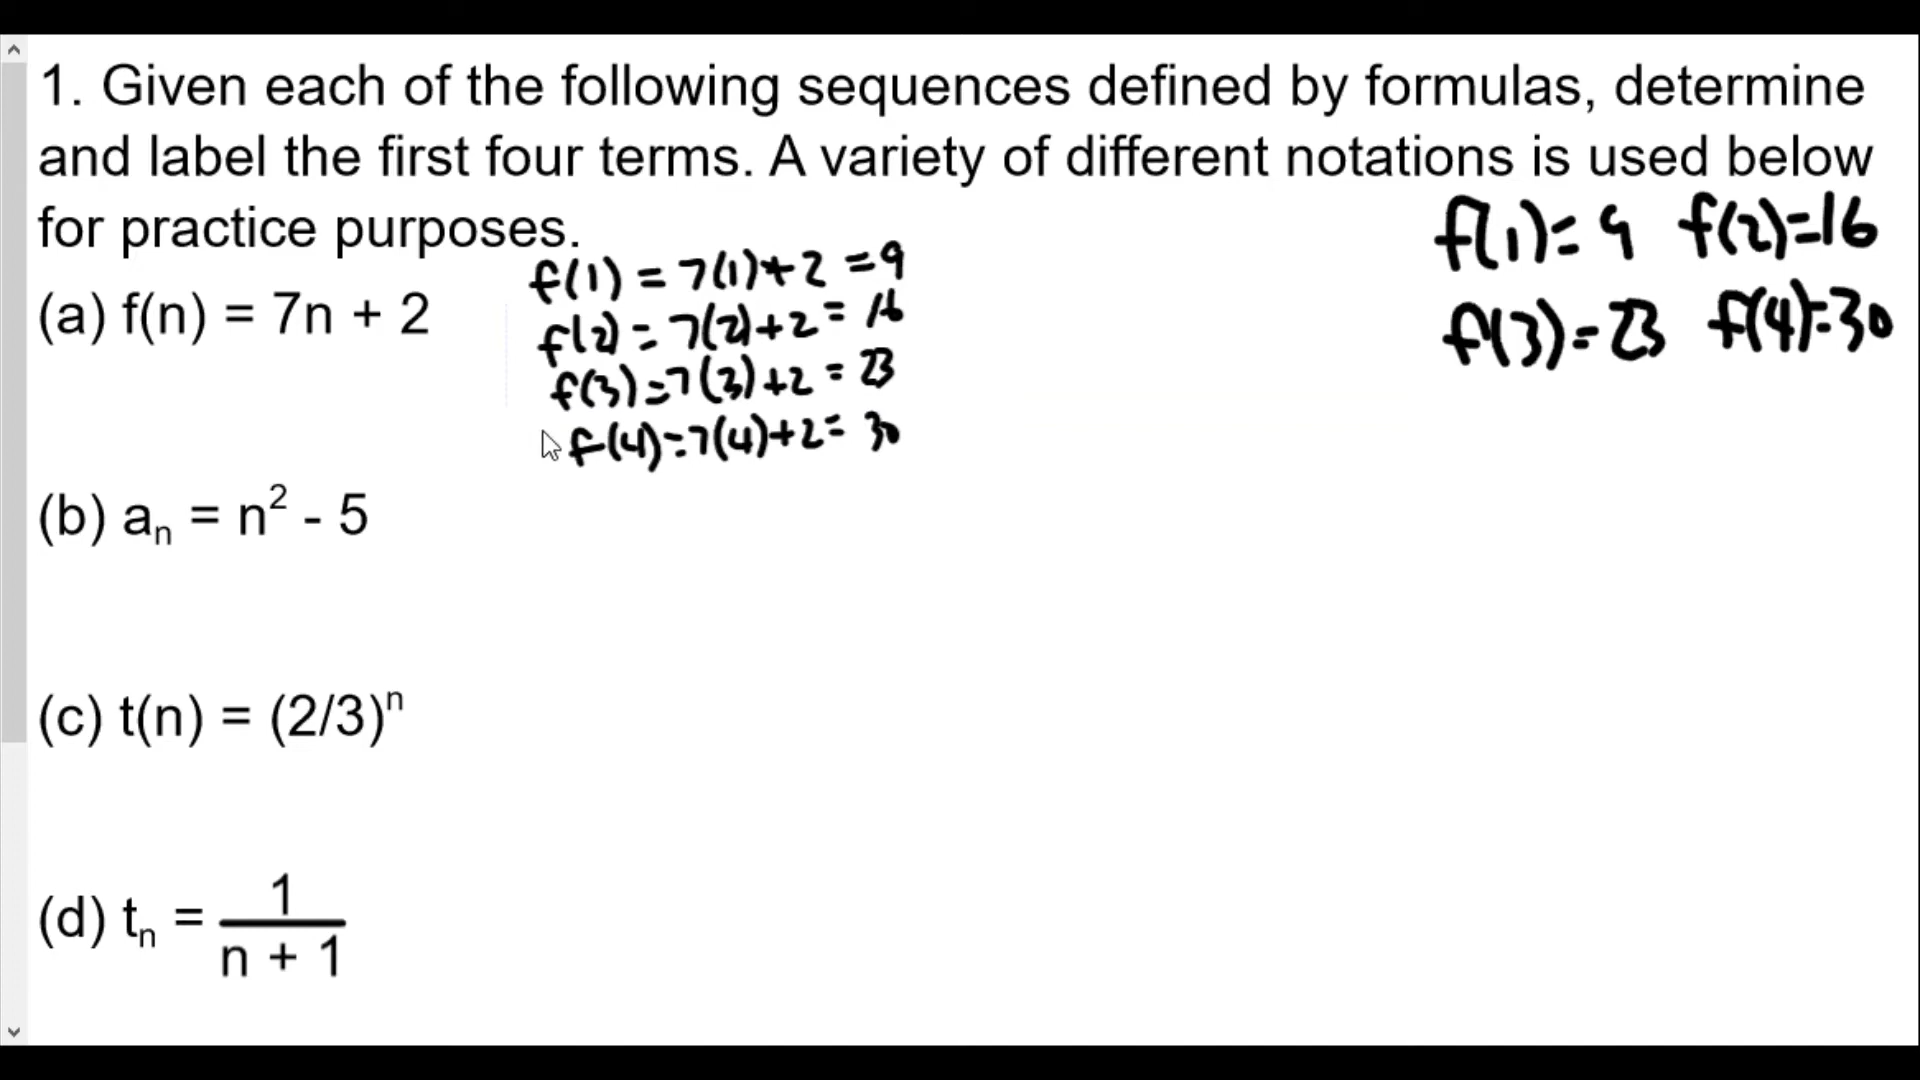 1. Given each of the following sequences defined by formulas, determine
and label the first four terms. A variety of different notations is used below
for practice purposes.
f(1) = 9 f(2) = 16
f(3) = 23 f(4) = 30
(a) f(n) = 7n + 2
f(1) = 7(1) + 2 = 9
f(2) = 7(2) + 2 = 16
f(3) = 7(3) + 2 = 23
f(4) = 7(4) + 2 = 30
(b) aₙ = n² - 5
(c) t(n) = (2/3)ⁿ
(d) tₙ = 1
n + 1